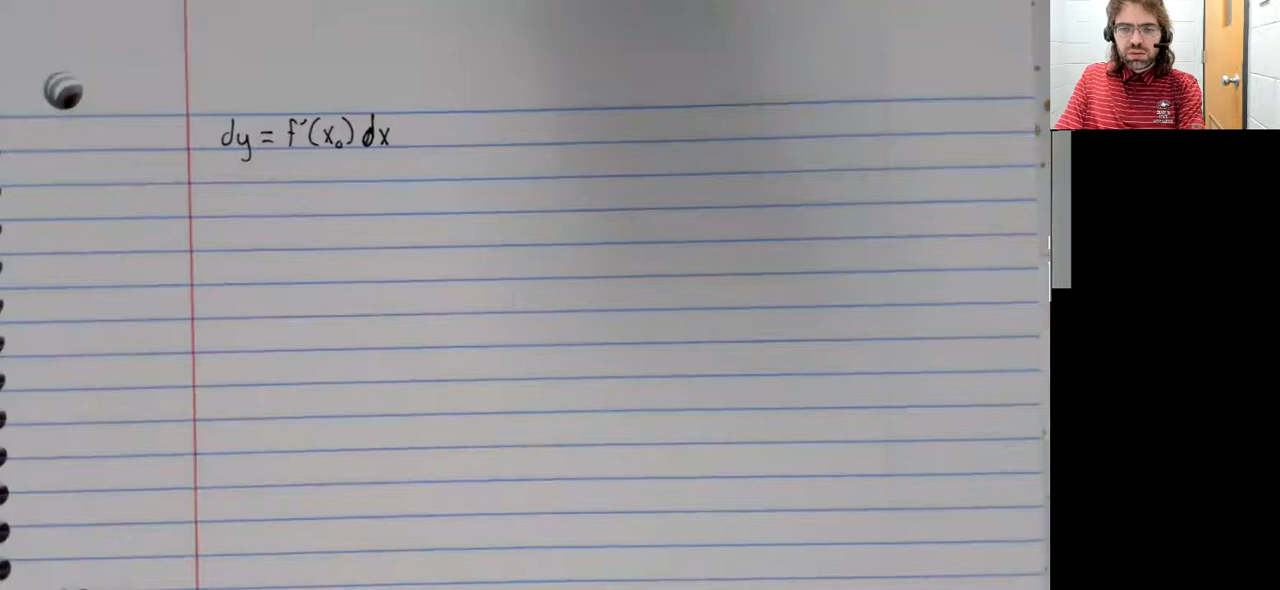 dy = f'(x₀) dx